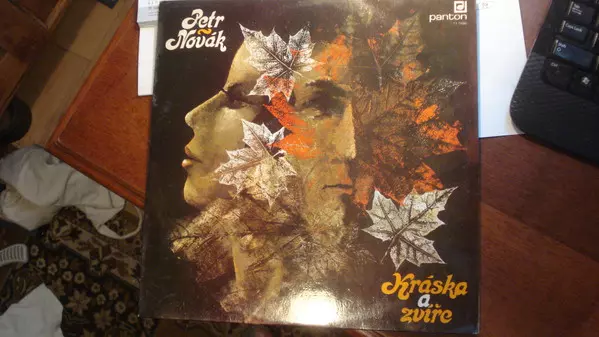 Petr
Novák
panton
Kráska
a
zvíře